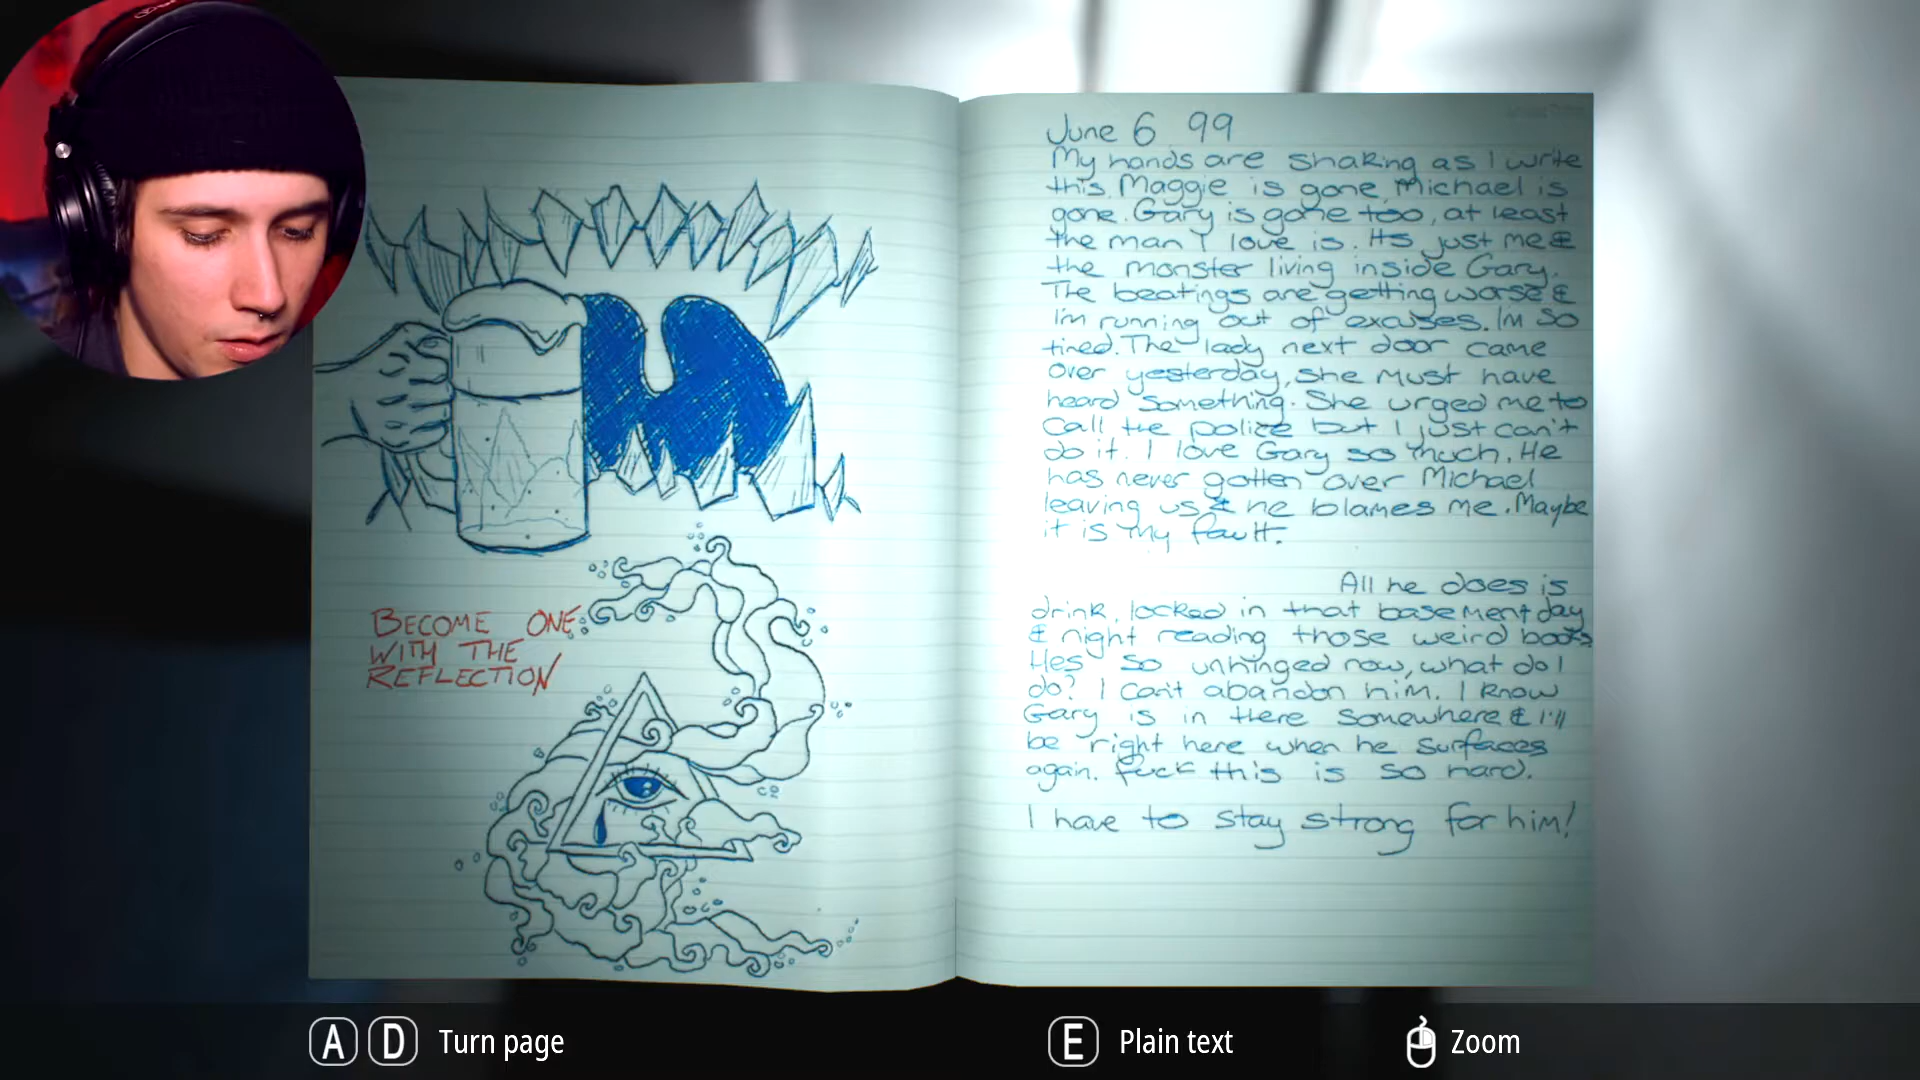 BECOME ONE
WITH THE
REFLECTION
June 6 99
My hands are shaking as I write
this. Maggie is gone, Michael is
gone. Gary is gone too, at least
the man I love is. Its just me &
the monster living inside Gary.
The beatings are getting worse &
I'm running out of excuses. Im so
tired. The lady next door came
over yesterday, she must have
heard something. She urged me to
call the police but I just can't
do it. I love Gary so much. He
has never gotten over Michael
leaving us & he blames me. Maybe
it is my fault.
All he does is
drink, locked in that basement day
& night reading those weird books
Hes so unhinged now, what do I
do? I can't abandon him. I know
Gary is in there somewhere & I'll
be right here when he surfaces
again. fuck this is so hard.
I have to stay strong for him!
A D Turn page
E Plain text
Zoom